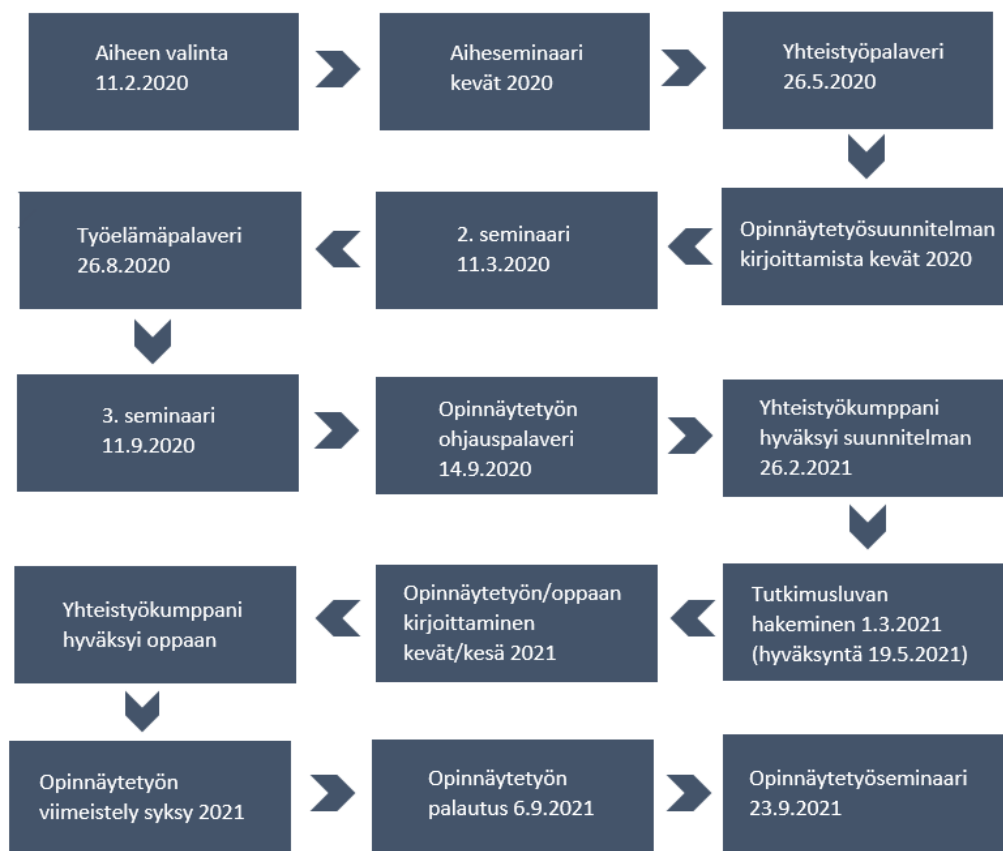 Aiheen valinta
11.2.2020
Aiheseminaari
kevät 2020
Yhteistyöpalaveri
26.5.2020
Opinnäytetyösuunnitelman
kirjoittamista kevät 2020
2. seminaari
11.3.2020
Työelämäpalaveri
26.8.2020
3. seminaari
11.9.2020
Opinnäytetyön
ohjauspalaveri
14.9.2020
Yhteistyökumppani
hyväksyi suunnitelman
26.2.2021
Tutkimusluvan
hakeminen 1.3.2021
(hyväksyntä 19.5.2021)
Opinnäytetyön/oppaan
kirjoittaminen
kevät/kesä 2021
Yhteistyökumppani
hyväksyi oppaan
Opinnäytetyön
viimeistely syksy 2021
Opinnäytetyön
palautus 6.9.2021
Opinnäytetyöseminaari
23.9.2021